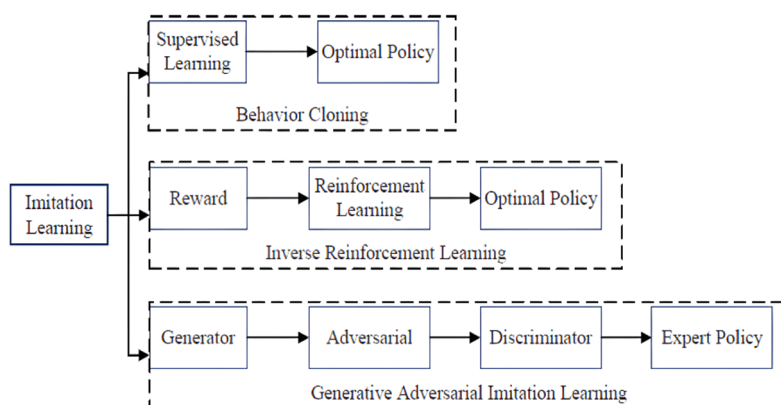 Supervised
Learning
Optimal Policy
Behavior Cloning
Imitation
Learning
Reward
Reinforcement
Learning
Optimal Policy
Inverse Reinforcement Learning
Generator
Adversarial
Discriminator
Expert Policy
Generative Adversarial Imitation Learning